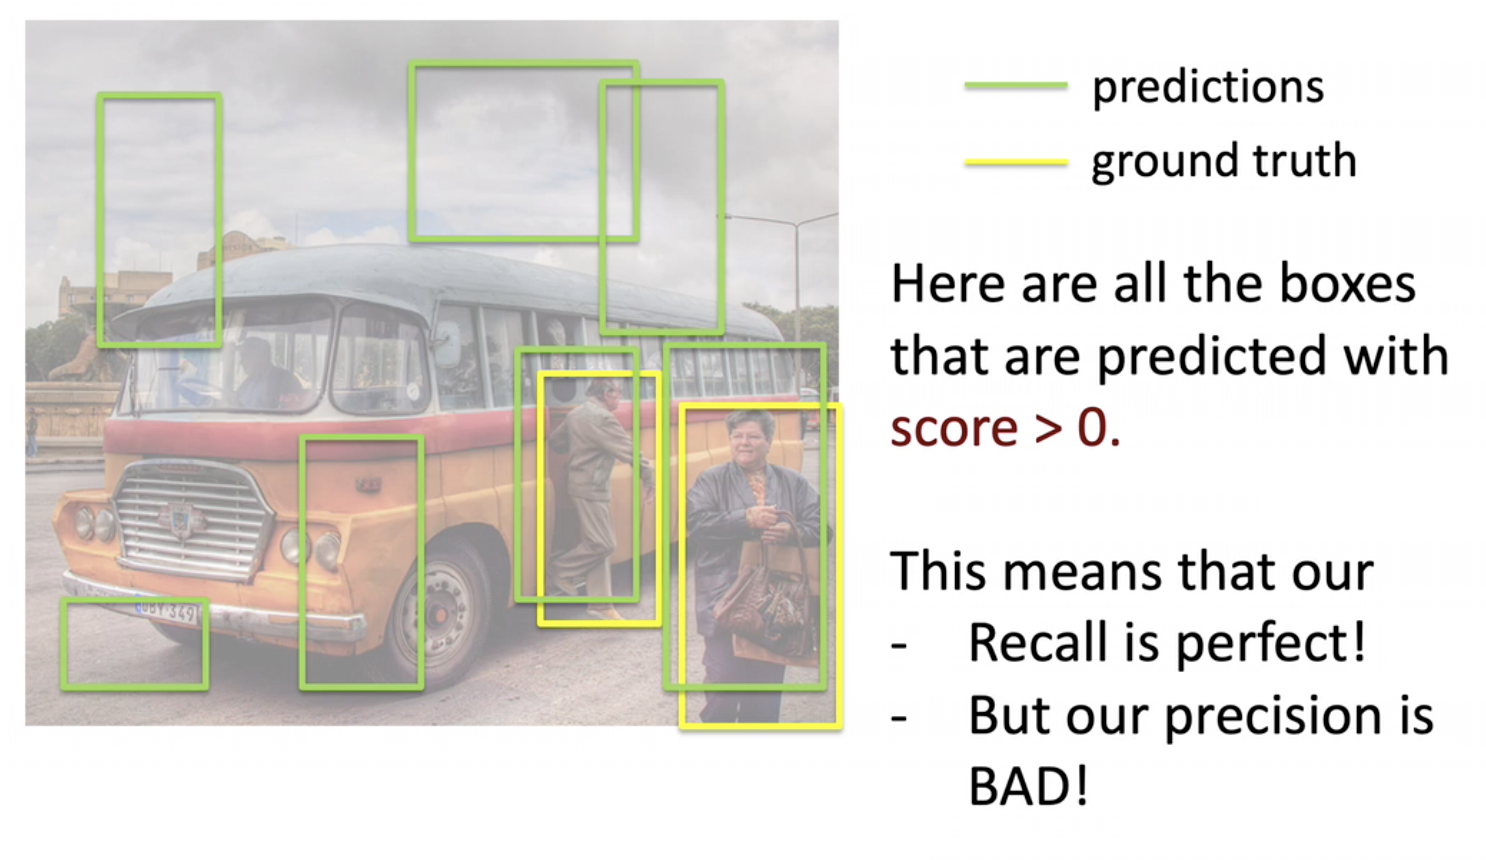 predictions
ground truth
Here are all the boxes
that are predicted with
score > 0.
This means that our
- Recall is perfect!
- But our precision is
BAD!